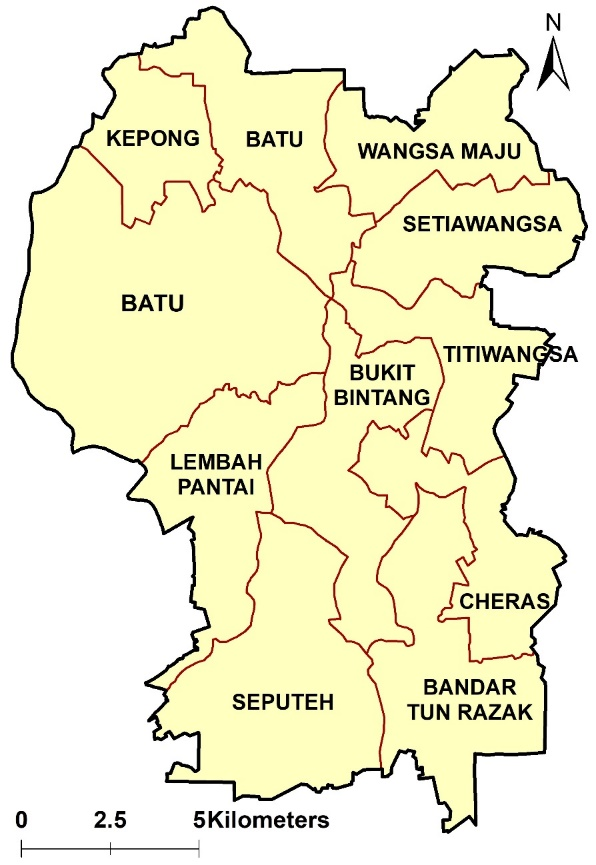 N
KEPONG
BATU
WANGSA MAJU
SETIAWANGSA
BATU
TITIWANGSA
BUKIT
BINTANG
LEMBAH
PANTAI
CHERAS
SEPUTEH
BANDAR
TUN RAZAK
0 2.5 5Kilometers